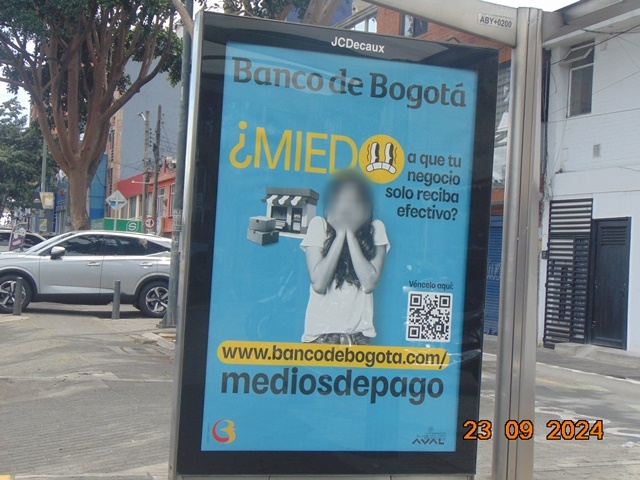 ABY+0200
JCDecaux
Banco de Bogotá
¿MIEDO
a que tu
negocio
solo reciba
efectivo?
Véncelo aquí:
www.bancodebogota.com/
mediosdepago
AVAL
23 09 2024